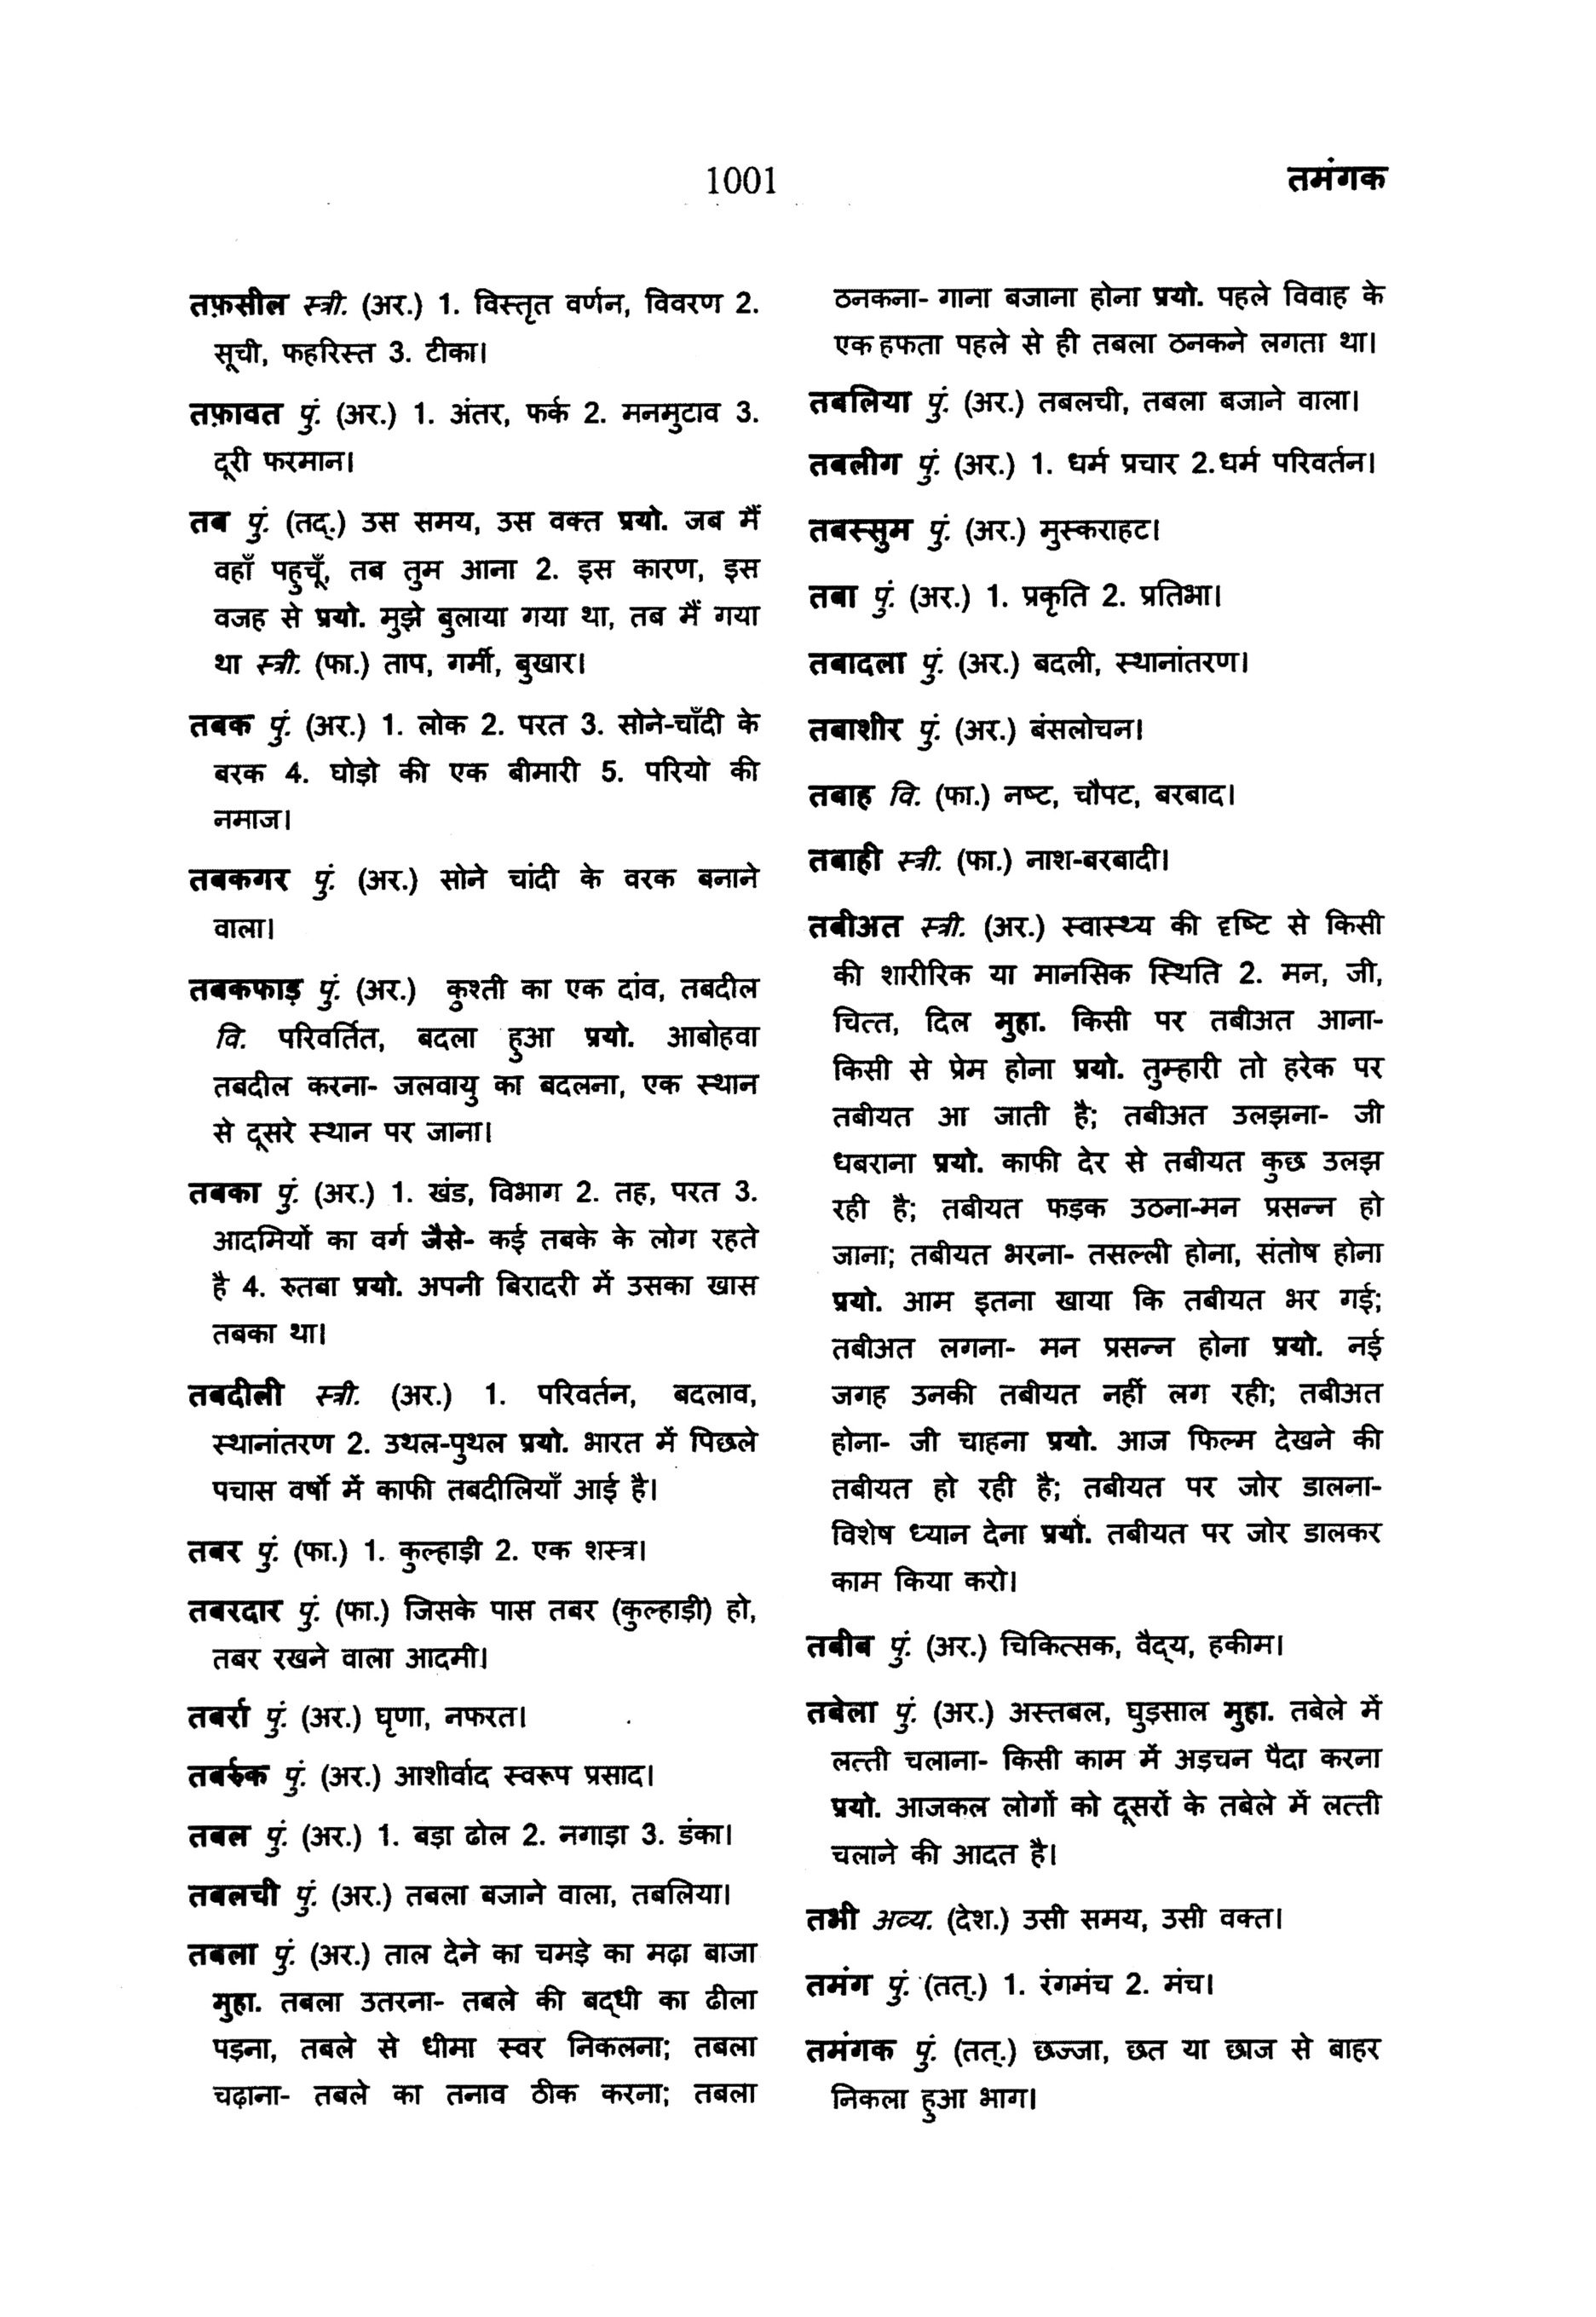 1001
तमंगक
तफ़सील स्त्री. (अर.) 1. विस्तृत वर्णन, विवरण 2.
सूची, फहरिस्त 3. टीका।
तफ़ावत पुं. (अर.) 1. अंतर, फर्क 2. मनमुटाव 3.
दूरी फरमान।
तब पुं. (तद्.) उस समय, उस वक्त प्रयो. जब मैं
वहाँ पहुचूँ, तब तुम आना 2. इस कारण, इस
वजह से प्रयो. मुझे बुलाया गया था, तब मैं गया
था स्त्री. (फा.) ताप, गर्मी, बुखार।
तबक पुं. (अर.) 1. लोक 2. परत 3. सोने-चाँदी के
बरक 4. घोड़ो की एक बीमारी 5. परियो की
नमाज।
तबकगर पुं. (अर.) सोने चांदी के वरक बनाने
वाला।
तबकफाड़ पुं. (अर.) कुश्ती का एक दांव, तबदील
वि. परिवर्तित, बदला हुआ प्रयो. आबोहवा
तबदील करना- जलवायु का बदलना, एक स्थान
से दूसरे स्थान पर जाना।
तबका पुं. (अर.) 1. खंड, विभाग 2. तह, परत 3.
आदमियों का वर्ग जैसे- कई तबके के लोग रहते
है 4. रुतबा प्रयो. अपनी बिरादरी में उसका खास
तबका था।
तबदीली स्त्री. (अर.) 1. परिवर्तन, बदलाव,
स्थानांतरण 2. उथल-पुथल प्रयो. भारत में पिछले
पचास वर्षो में काफी तबदीलियाँ आई है।
तबर पुं. (फा.) 1. कुल्हाड़ी 2. एक शस्त्र।
तबरदार पुं. (फा.) जिसके पास तबर (कुल्हाड़ी) हो,
तबर रखने वाला आदमी।
तबर्रा पुं. (अर.) घृणा, नफरत।
तबर्रुक पुं. (अर.) आशीर्वाद स्वरूप प्रसाद।
तबल पुं. (अर.) 1. बड़ा ढोल 2. नगाड़ा 3. डंका।
तबलची पुं. (अर.) तबला बजाने वाला, तबलिया।
तबला पुं. (अर.) ताल देने का चमड़े का मढ़ा बाजा
मुहा. तबला उतरना- तबले की बद्धी का ढीला
पड़ना, तबले से धीमा स्वर निकलना; तबला
चढ़ाना- तबले का तनाव ठीक करना; तबला
ठनकना- गाना बजाना होना प्रयो. पहले विवाह के
एक हफता पहले से ही तबला ठनकने लगता था।
तबलिया पुं. (अर.) तबलची, तबला बजाने वाला।
तबलीग पुं. (अर.) 1. धर्म प्रचार 2.धर्म परिवर्तन।
तबस्सुम पुं. (अर.) मुस्कराहट।
तबा पुं. (अर.) 1. प्रकृति 2. प्रतिभा।
तबादला पुं. (अर.) बदली, स्थानांतरण।
तबाशीर पुं. (अर.) बंसलोचन।
तबाह वि. (फा.) नष्ट, चौपट, बरबाद।
तबाही स्त्री. (फा.) नाश-बरबादी।
तबीअत स्त्री. (अर.) स्वास्थ्य की दृष्टि से किसी
की शारीरिक या मानसिक स्थिति 2. मन, जी,
चित्त, दिल मुहा. किसी पर तबीअत आना-
किसी से प्रेम होना प्रयो. तुम्हारी तो हरेक पर
तबीयत आ जाती है; तबीअत उलझना- जी
धबराना प्रयो. काफी देर से तबीयत कुछ उलझ
रही है; तबीयत फड़क उठना-मन प्रसन्न हो
जाना; तबीयत भरना- तसल्ली होना, संतोष होना
प्रयो. आम इतना खाया कि तबीयत भर गई;
तबीअत लगना- मन प्रसन्न होना प्रयो. नई
जगह उनकी तबीयत नहीं लग रही; तबीअत
होना- जी चाहना प्रयो. आज फिल्म देखने की
तबीयत हो रही है; तबीयत पर जोर डालना-
विशेष ध्यान देना प्रयो. तबीयत पर जोर डालकर
काम किया करो।
तबीब पुं. (अर.) चिकित्सक, वैद्य, हकीम।
तबेला पुं. (अर.) अस्तबल, घुड़साल मुहा. तबेले में
लत्ती चलाना- किसी काम में अड़चन पैदा करना
प्रयो. आजकल लोगों को दूसरों के तबेले में लत्ती
चलाने की आदत है।
तभी अव्य. (देश.) उसी समय, उसी वक्त।
तमंग पुं. (तत्.) 1. रंगमंच 2. मंच।
तमंगक पुं. (तत्.) छज्जा, छत या छाज से बाहर
निकला हुआ भाग।